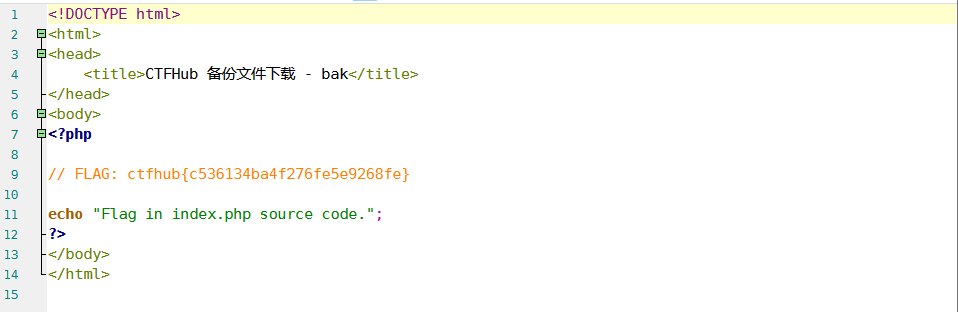 1 <!DOCTYPE html>
2 <html>
3 <head>
4 <title>CTFHub 备份文件下载 - bak</title>
5 </head>
6 <body>
7 <?php
8
9 // FLAG: ctfhub{c536134ba4f276fe5e9268fe}
10
11 echo "Flag in index.php source code.";
12 ?>
13 </body>
14 </html>
15